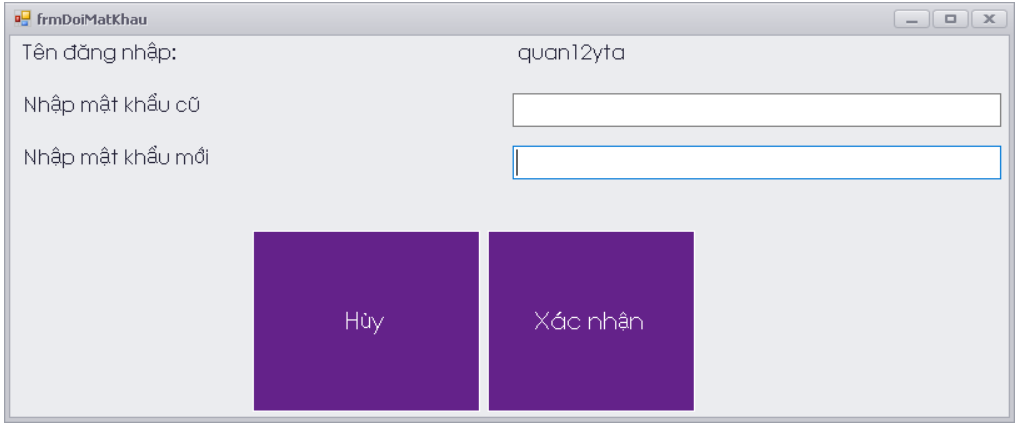 frmDoiMatKhau
Tên đăng nhập: quan12yta
Nhập mật khẩu cũ
Nhập mật khẩu mới
Hủy Xác nhận